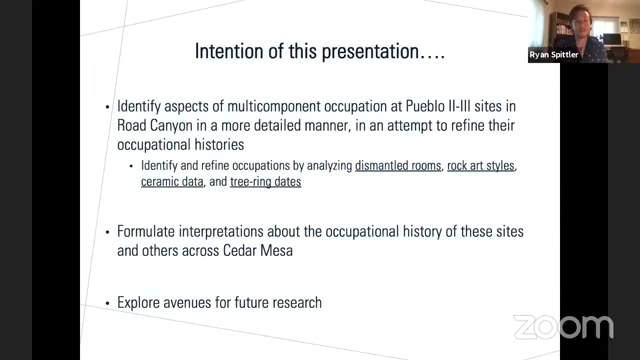 Intention of this presentation….
Ryan Spittler
• Identify aspects of multicomponent occupation at Pueblo II-III sites in
Road Canyon in a more detailed manner, in an attempt to refine their
occupational histories
• Identify and refine occupations by analyzing dismantled rooms, rock art styles,
ceramic data, and tree-ring dates
• Formulate interpretations about the occupational history of these sites
and others across Cedar Mesa
• Explore avenues for future research
zoom